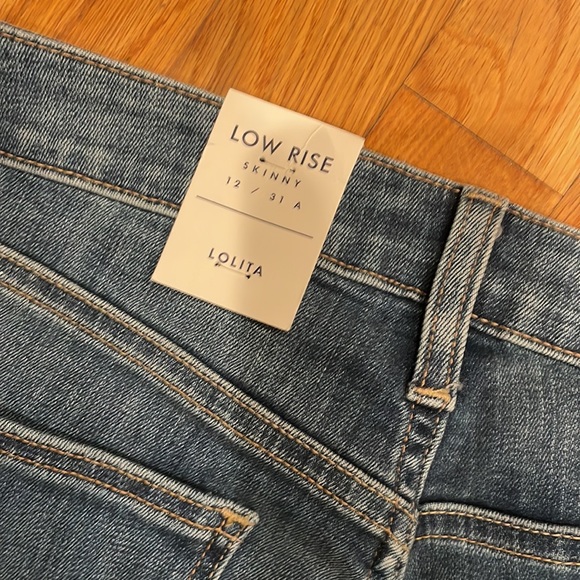 LOW RISE
SKINNY
12 / 31 A
LOLITA